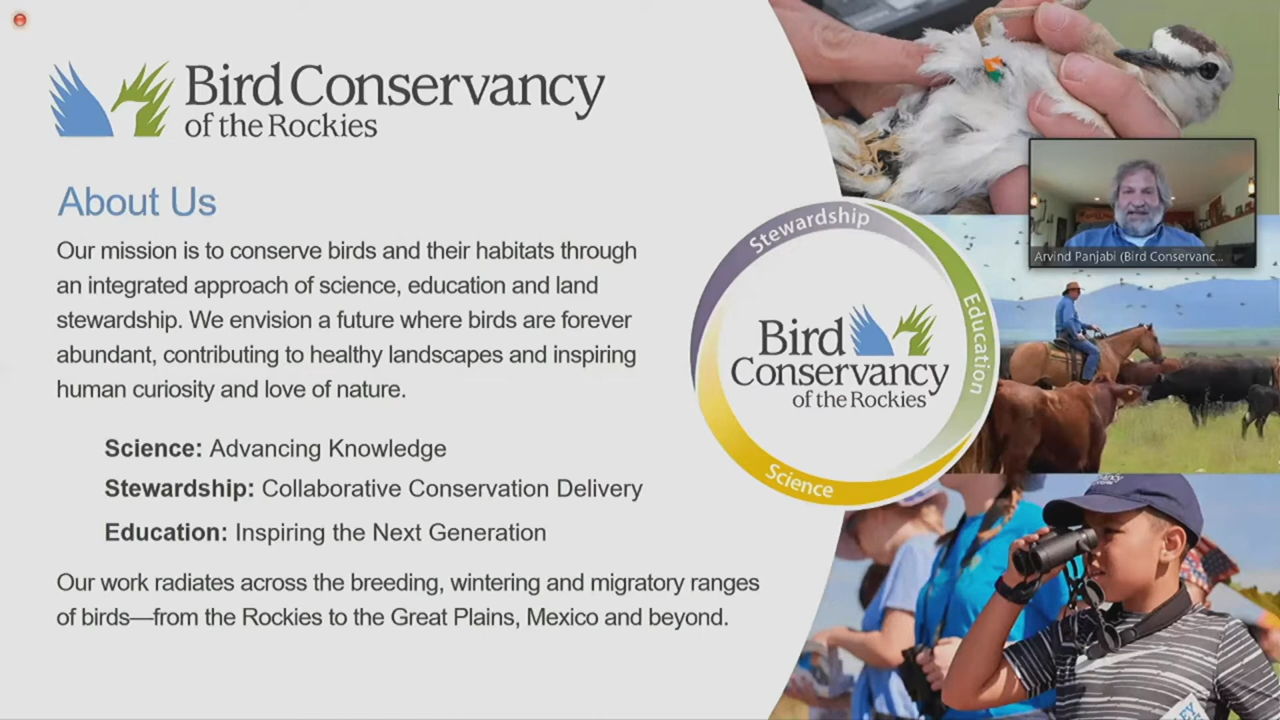 Bird Conservancy
of the Rockies
About Us
Our mission is to conserve birds and their habitats through
an integrated approach of science, education and land
stewardship. We envision a future where birds are forever
abundant, contributing to healthy landscapes and inspiring
human curiosity and love of nature.
Science: Advancing Knowledge
Stewardship: Collaborative Conservation Delivery
Education: Inspiring the Next Generation
Our work radiates across the breeding, wintering and migratory ranges
of birds—from the Rockies to the Great Plains, Mexico and beyond.
Stewardship
Education
Science
Bird
Conservancy
of the Rockies
Arvind Panjabi (Bird Conservanc...